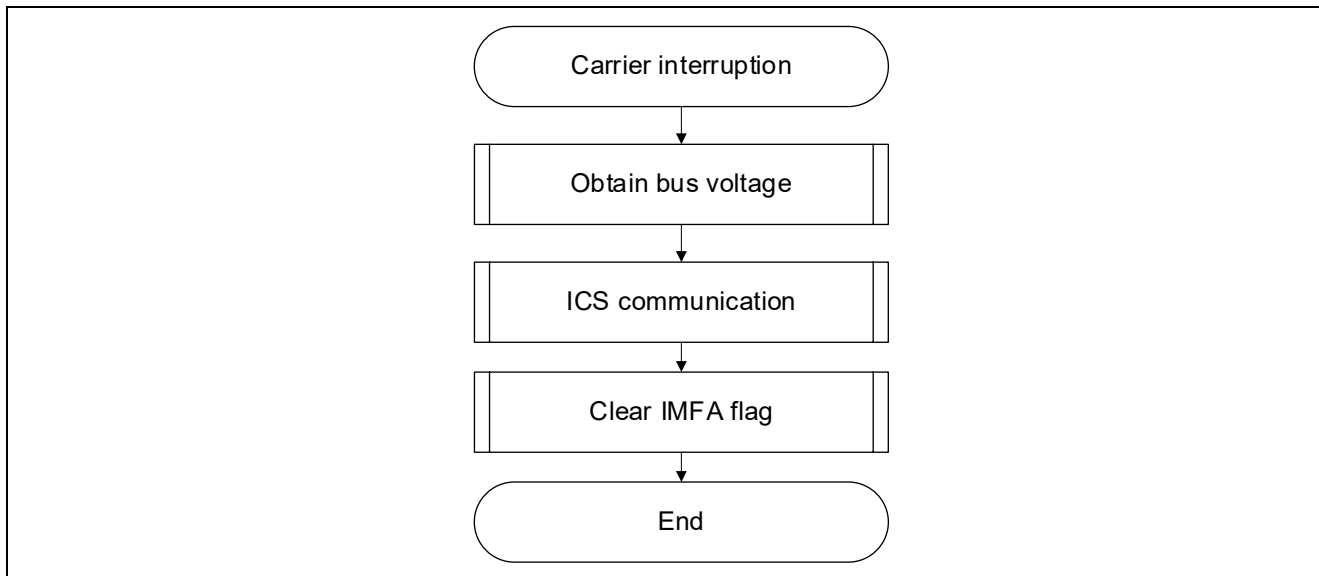 Carrier interruption
Obtain bus voltage
ICS communication
Clear IMFA flag
End